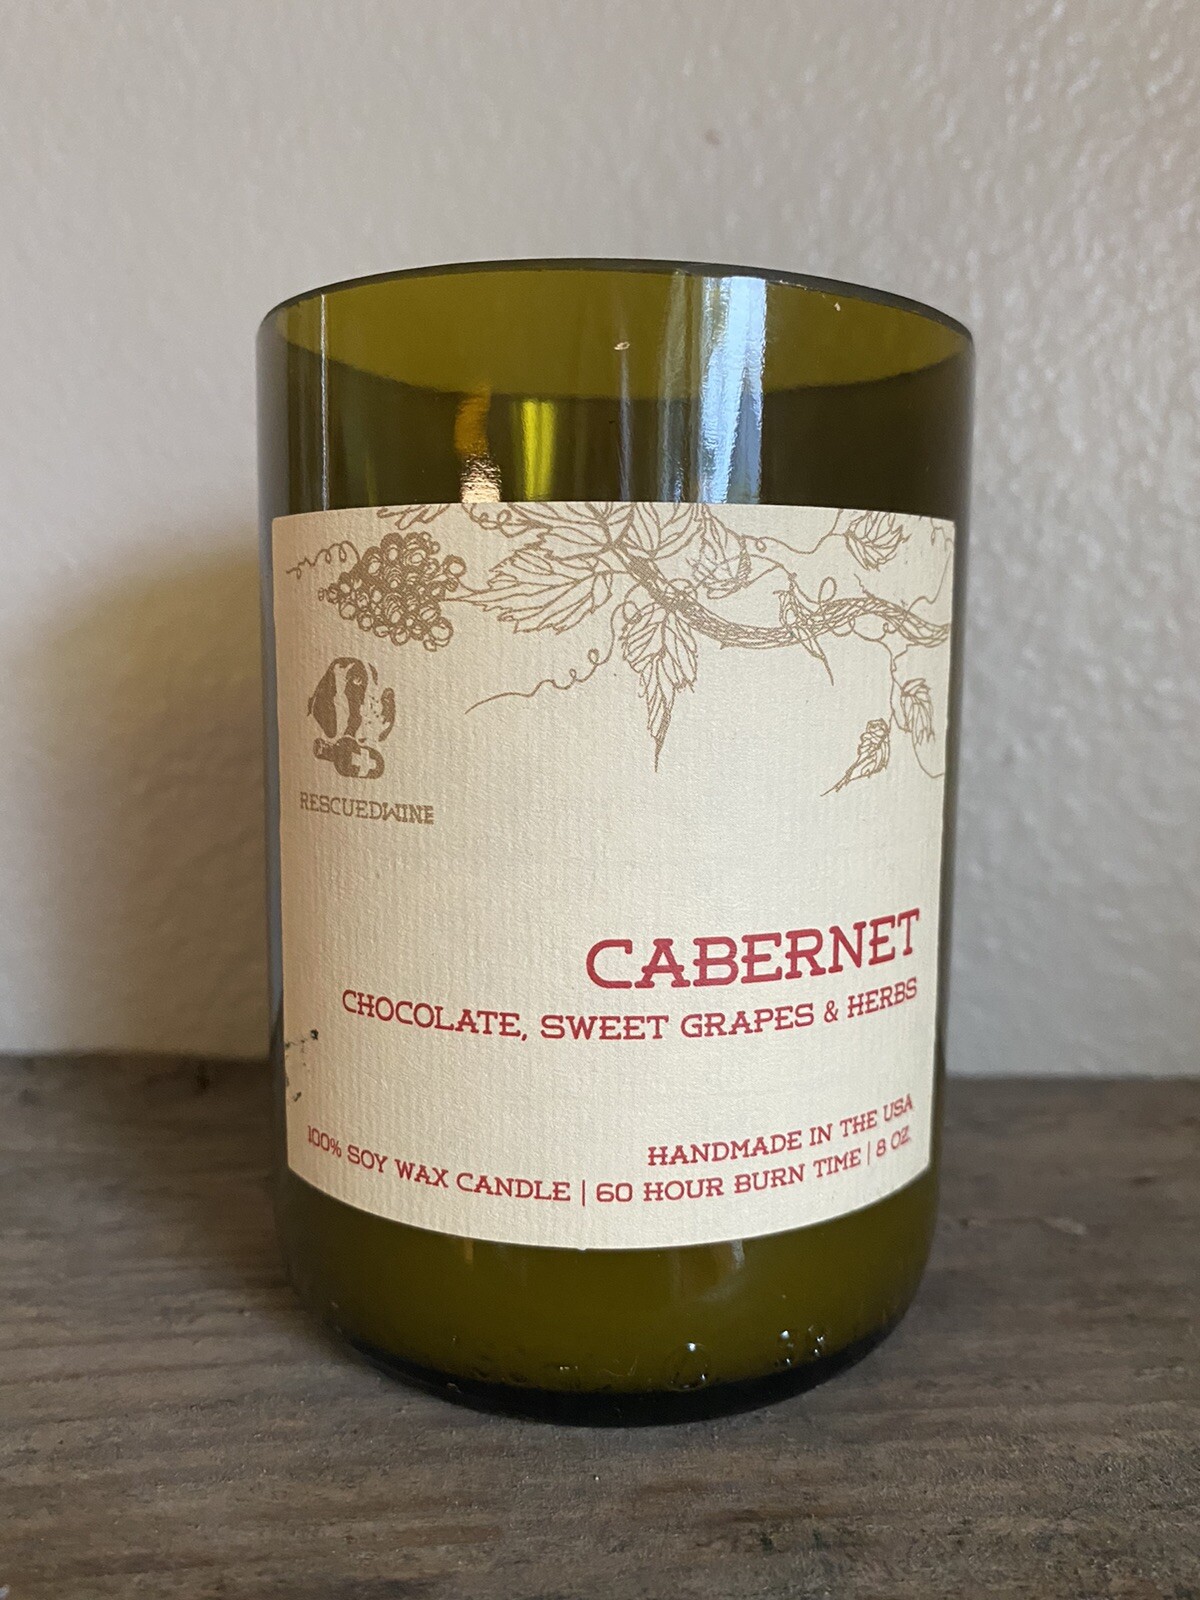 RESCUEDWINE
CABERNET
CHOCOLATE, SWEET GRAPES & HERBS
HANDMADE IN THE USA
100% SOY WAX CANDLE | 60 HOUR BURN TIME | 8 OZ.